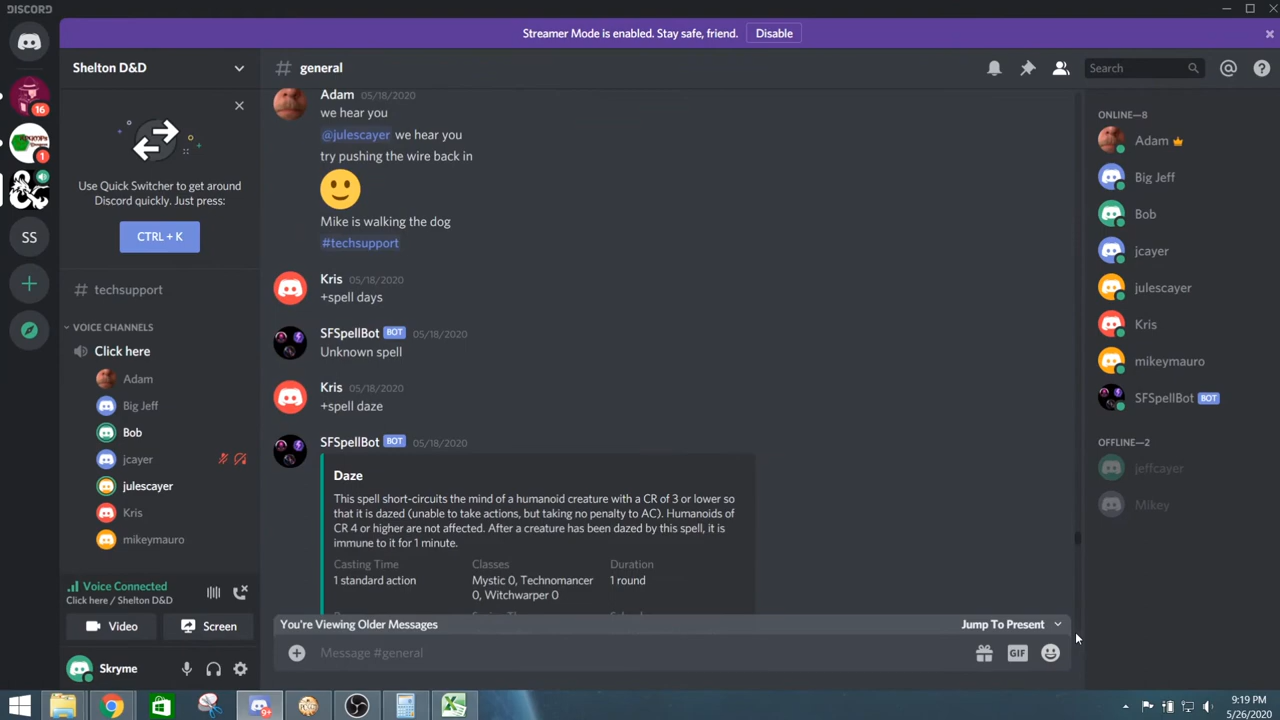 DISCORD
Streamer Mode is enabled. Stay safe, friend.
Disable
Shelton D&D
general
Search
16
1
SS
Use Quick Switcher to get around
Discord quickly. Just press:
CTRL + K
techsupport
VOICE CHANNELS
Click here
Adam
Big Jeff
Bob
jcayer
julescayer
Kris
mikeymauro
Voice Connected
Click here / Shelton D&D
Video
Screen
Skryme
Adam 05/18/2020
we hear you
@julescayer we hear you
try pushing the wire back in
Mike is walking the dog
#techsupport
Kris 05/18/2020
+spell days
SFSpellBot BOT 05/18/2020
Unknown spell
Kris 05/18/2020
+spell daze
SFSpellBot BOT 05/18/2020
Daze
This spell short-circuits the mind of a humanoid creature with a CR of 3 or lower so
that it is dazed (unable to take actions, but taking no penalty to AC). Humanoids of
CR 4 or higher are not affected. After a creature has been dazed by this spell, it is
immune to it for 1 minute.
Casting Time Classes Duration
1 standard action Mystic 0, Technomancer 1 round
0, Witchwarper 0
You're Viewing Older Messages
Jump To Present
Message #general
GIF
ONLINE—8
Adam
Big Jeff
Bob
jcayer
julescayer
Kris
mikeymauro
SFSpellBot BOT
OFFLINE—2
jeffcayer
Mikey
9+
9:19 PM
5/26/2020